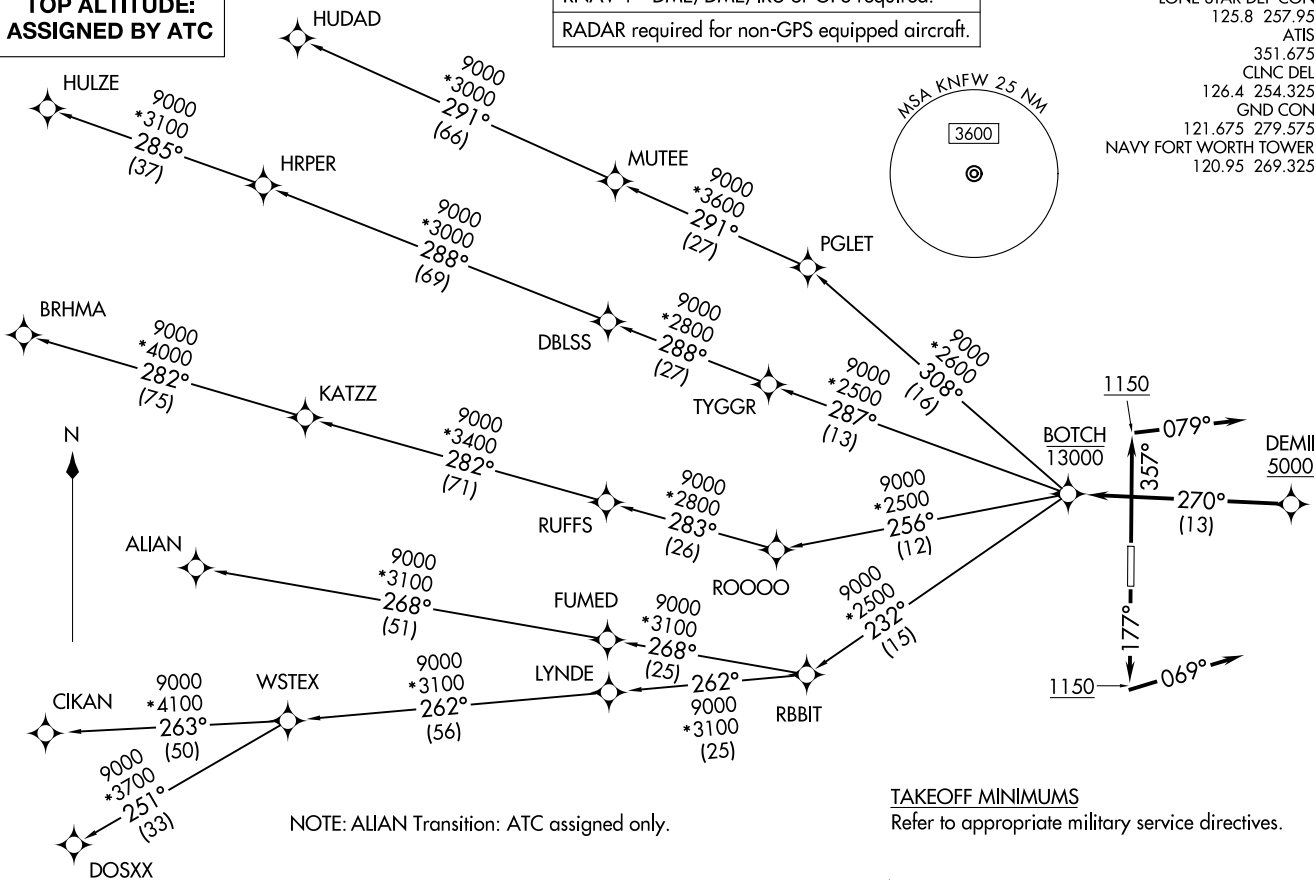 TOP ALTITUDE:
ASSIGNED BY ATC
RNAV 1 - DME/DME/IRU or GPS required.
RADAR required for non-GPS equipped aircraft.
LONE STAR DEP CON
125.8 257.95
ATIS
351.675
CLNC DEL
126.4 254.325
GND CON
121.675 279.575
NAVY FORT WORTH TOWER
120.95 269.325
MSA KNFW 25 NM
3600
HUDAD
9000
*3000
291°
(66)
MUTEE
9000
*3600
291°
(27)
PGLET
9000
*2600
308°
(16)
HULZE
9000
*3100
285°
(37)
HRPER
9000
*3000
288°
(69)
DBLSS
9000
*2800
288°
(27)
TYGGR
9000
*2500
287°
(13)
BRHMA
9000
*4000
282°
(75)
KATZZ
9000
*3400
282°
(71)
RUFFS
9000
*2800
283°
(26)
ROOOO
9000
*2500
256°
(12)
BOTCH
13000
1150
079°
357°
DEMII
5000
270°
(13)
177°
1150
069°
N
ALIAN
9000
*3100
268°
(51)
FUMED
9000
*3100
268°
(25)
9000
*2500
232°
(15)
RBBIT
CIKAN
9000
*4100
263°
(50)
WSTEX
9000
*3100
262°
(56)
LYNDE
262°
9000
*3100
(25)
9000
*3700
251°
(33)
DOSXX
NOTE: ALIAN Transition: ATC assigned only.
TAKEOFF MINIMUMS
Refer to appropriate military service directives.